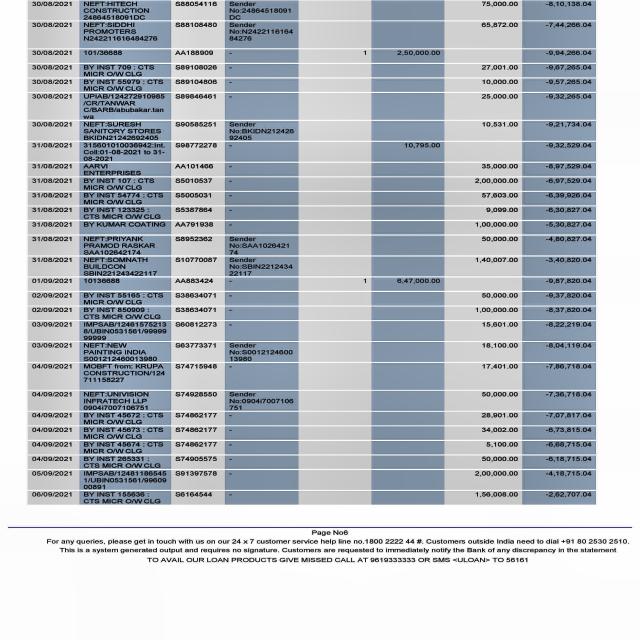 30/08/2021 NEFT:HITECH S88054116 Sender 75,000.00 -8,10,138.04
CONSTRUCTION No:24864518091
24864518091DC DC
30/08/2021 NEFT:SIDDHI S88108480 Sender 65,872.00 -7,44,266.04
PROMOTERS No:N2422116164
N242211616484276 84276
30/08/2021 101/36688 AA188909 - 1 2,50,000.00 -9,94,266.04
30/08/2021 BY INST 709 : CTS S89108026 - 27,001.00 -9,67,265.04
MICR O/W CLG
30/08/2021 BY INST 55979 : CTS S89104806 - 10,000.00 -9,57,265.04
MICR O/W CLG
30/08/2021 UPIAB/124272910985 S89846461 - 25,000.00 -9,32,265.04
/CR/TANWAR
C/BARB/abubakar.tan
wa
30/08/2021 NEFT:SURESH S90585251 Sender 10,531.00 -9,21,734.04
SANITORY STORES No:BKIDN212426
BKIDN21242692405 92405
31/08/2021 315601010036942:Int. S98772278 - 10,795.00 -9,32,529.04
Coll:01-08-2021 to 31-
08-2021
31/08/2021 AARVI AA101466 - 35,000.00 -8,97,529.04
ENTERPRISES
31/08/2021 BY INST 107 : CTS S5010537 - 2,00,000.00 -6,97,529.04
MICR O/W CLG
31/08/2021 BY INST 54774 : CTS S5005031 - 57,603.00 -6,39,926.04
MICR O/W CLG
31/08/2021 BY INST 123325 : S5387864 - 9,099.00 -6,30,827.04
CTS MICR O/W CLG
31/08/2021 BY KUMAR COATING AA791938 - 1,00,000.00 -5,30,827.04
31/08/2021 NEFT:PRIYANK S8952362 Sender 50,000.00 -4,80,827.04
PRAMOD RASKAR No:SAA1026421
SAA102642174 74
31/08/2021 NEFT:SOMNATH S10770087 Sender 1,40,007.00 -3,40,820.04
BUILDCON No:SBIN2212434
SBIN221243422117 22117
01/09/2021 10136688 AA883424 - 1 6,47,000.00 -9,87,820.04
02/09/2021 BY INST 55165 : CTS S38634071 - 50,000.00 -9,37,820.04
MICR O/W CLG
02/09/2021 BY INST 850909 : S38634071 - 1,00,000.00 -8,37,820.04
CTS MICR O/W CLG
03/09/2021 IMPSAB/12461575213 S60812273 - 15,601.00 -8,22,219.04
8/UBIN0531561/99999
99999
03/09/2021 NEFT:NEW S63773371 Sender 18,100.00 -8,04,119.04
PAINTING INDIA No:S0012124600
S001212460013980 13980
04/09/2021 MOBFT from: KRUPA S74715948 - 17,401.00 -7,86,718.04
CONSTRUCTION/124
711158227
04/09/2021 NEFT:UNIVISION S74928550 Sender 50,000.00 -7,36,718.04
INFRATECH LLP No:0904i7007106
0904i7007106751 751
04/09/2021 BY INST 45672 : CTS S74862177 - 28,901.00 -7,07,817.04
MICR O/W CLG
04/09/2021 BY INST 45673 : CTS S74862177 - 34,002.00 -6,73,815.04
MICR O/W CLG
04/09/2021 BY INST 45674 : CTS S74862177 - 5,100.00 -6,68,715.04
MICR O/W CLG
04/09/2021 BY INST 265331 : S74905575 - 50,000.00 -6,18,715.04
CTS MICR O/W CLG
05/09/2021 IMPSAB/12481186545 S91397578 - 2,00,000.00 -4,18,715.04
1/UBIN0531561/99609
00891
06/09/2021 BY INST 155636 : S6164544 - 1,56,008.00 -2,62,707.04
CTS MICR O/W CLG
Page No6
For any queries, please get in touch with us on our 24 x 7 customer service help line no.1800 2222 44 #. Customers outside India need to dial +91 80 2530 2510.
This is a system generated output and requires no signature. Customers are requested to immediately notify the Bank of any discrepancy in the statement
TO AVAIL OUR LOAN PRODUCTS GIVE MISSED CALL AT 9619333333 OR SMS <ULOAN> TO 56161